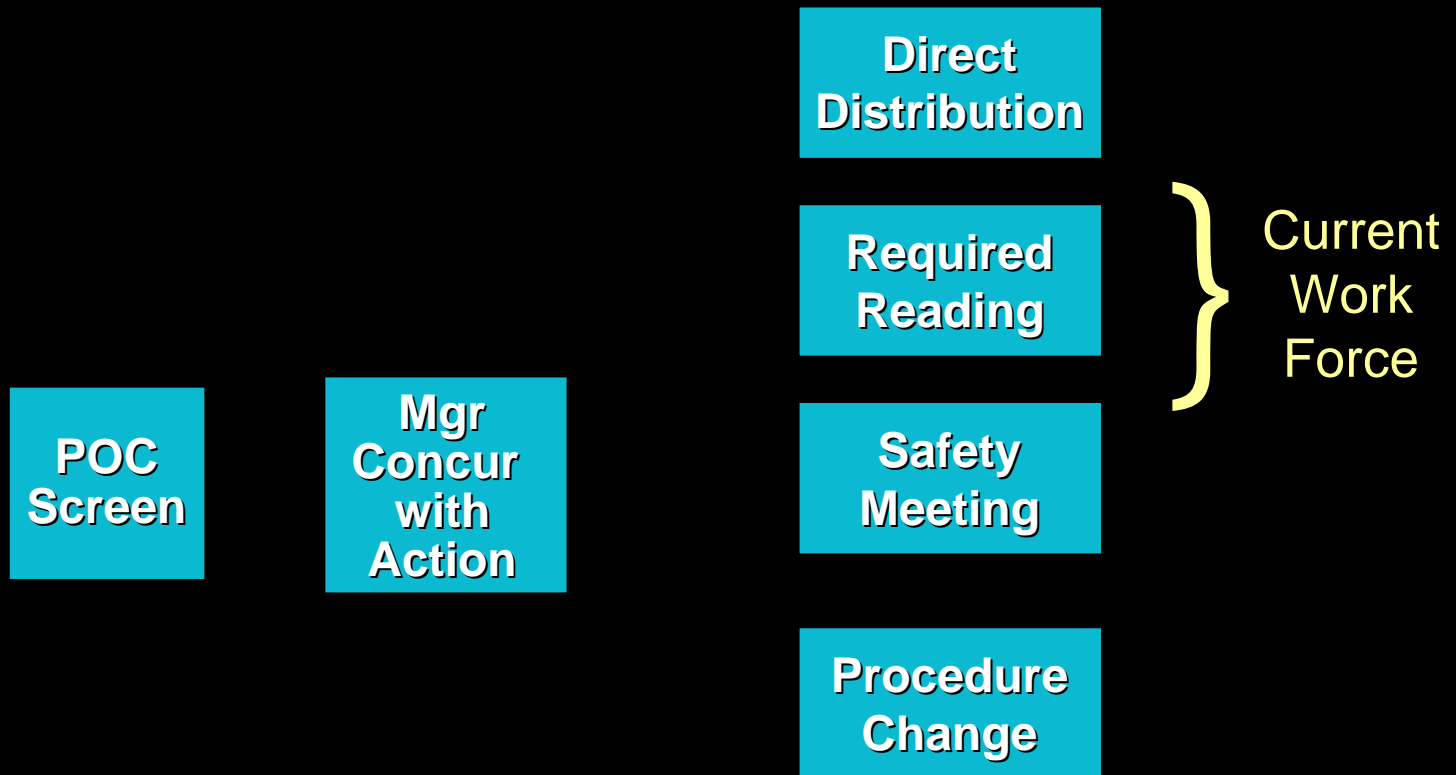 POC
Screen
Mgr
Concur
with
Action
Direct
Distribution
Required
Reading
Safety
Meeting
Procedure
Change
Current
Work
Force